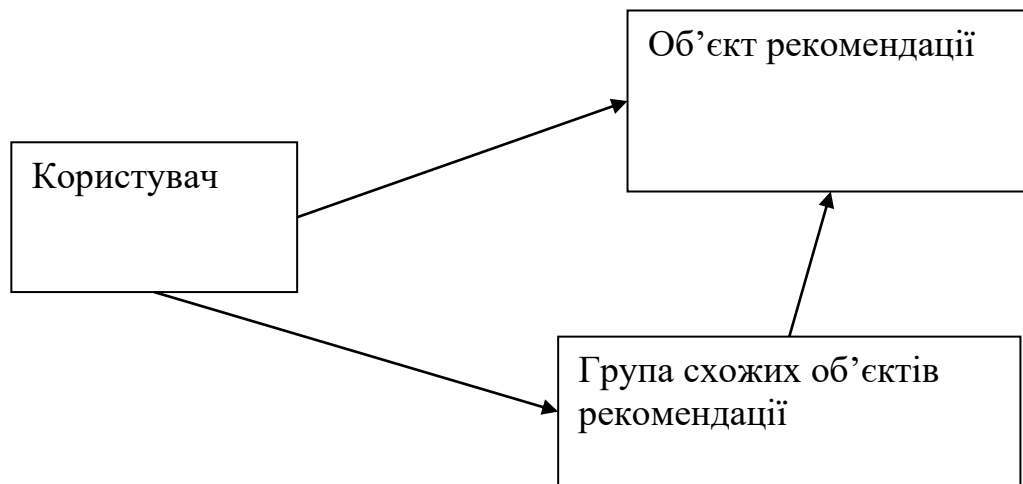 Об’єкт рекомендації
Користувач
Група схожих об’єктів
рекомендації